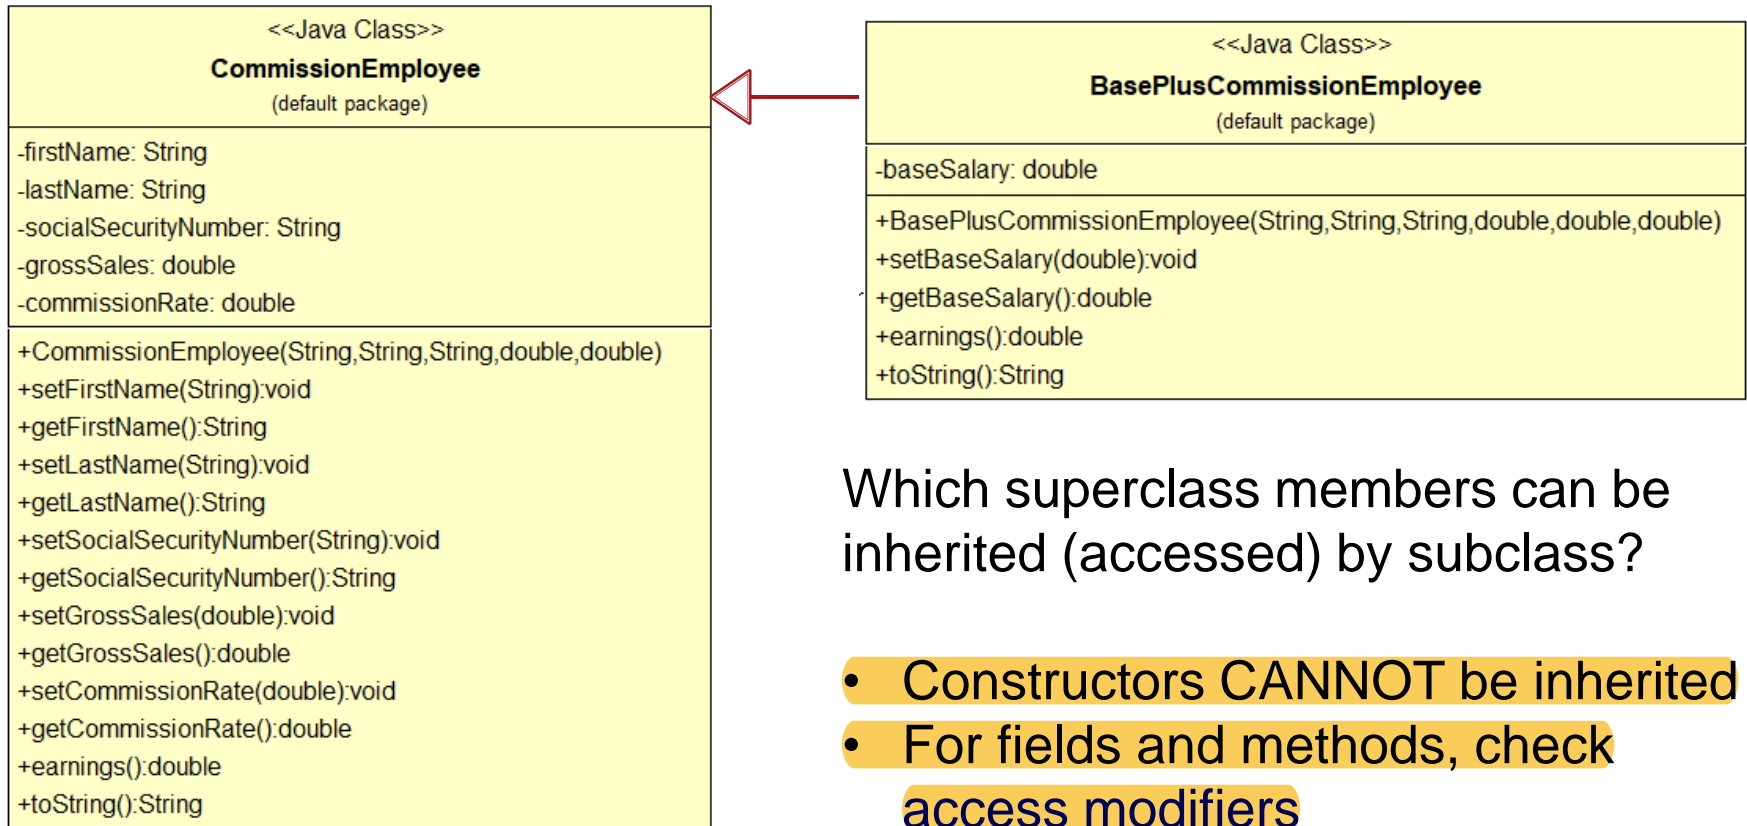 <<Java Class>>
CommissionEmployee
(default package)
-firstName: String
-lastName: String
-socialSecurityNumber: String
-grossSales: double
-commissionRate: double
+CommissionEmployee(String,String,String,double,double)
+setFirstName(String):void
+getFirstName():String
+setLastName(String):void
+getLastName():String
+setSocialSecurityNumber(String):void
+getSocialSecurityNumber():String
+setGrossSales(double):void
+getGrossSales():double
+setCommissionRate(double):void
+getCommissionRate():double
+earnings():double
+toString():String
<<Java Class>>
BasePlusCommissionEmployee
(default package)
-baseSalary: double
+BasePlusCommissionEmployee(String,String,String,double,double,double)
+setBaseSalary(double):void
+getBaseSalary():double
+earnings():double
+toString():String
Which superclass members can be
inherited (accessed) by subclass?
• Constructors CANNOT be inherited
• For fields and methods, check
access modifiers